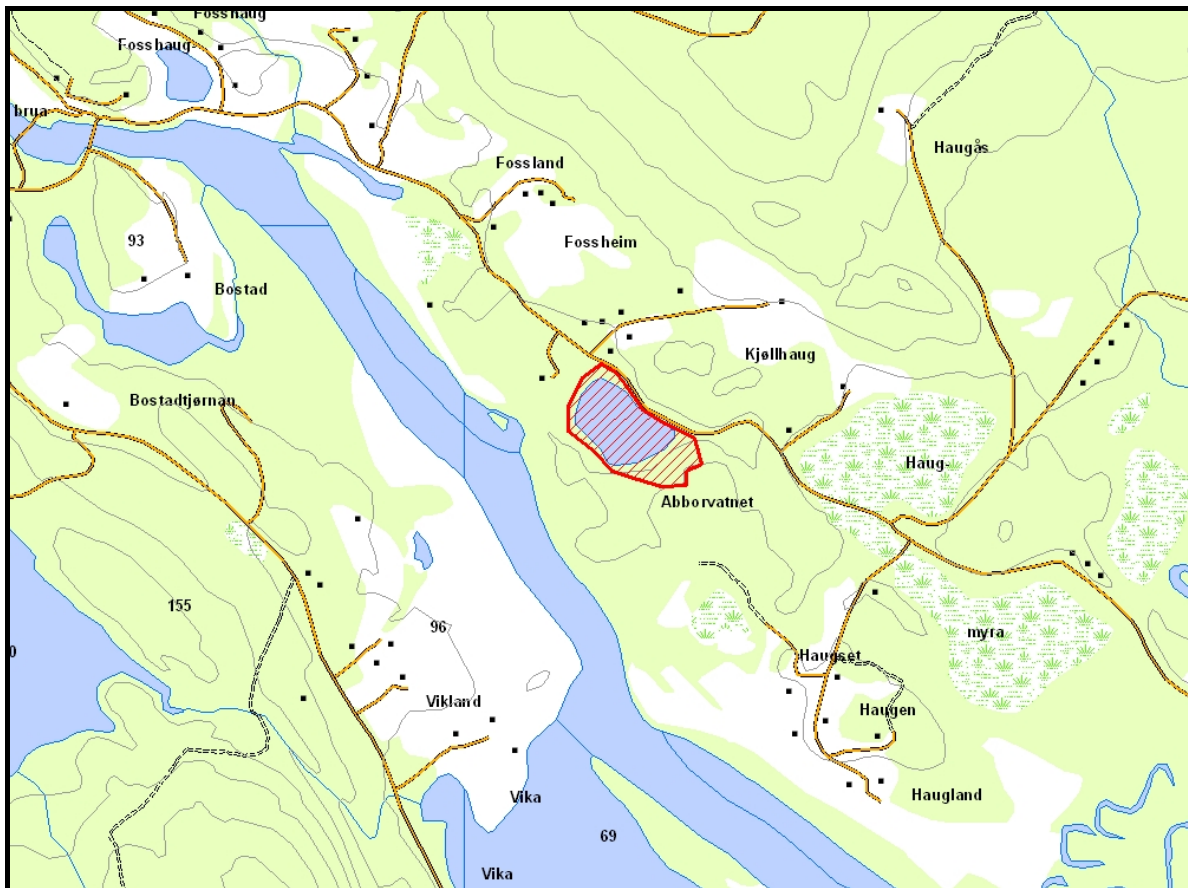 Fosshaug
Fosshaug-
brua
Fossland
Haugås
Fossheim
93
Bostad
Kjøllhaug
Bostadtjørnan
Haug-
Abborvatnet
155
96
myra
0
Haugset
Vikland
Haugen
Haugland
Vika
69
Vika